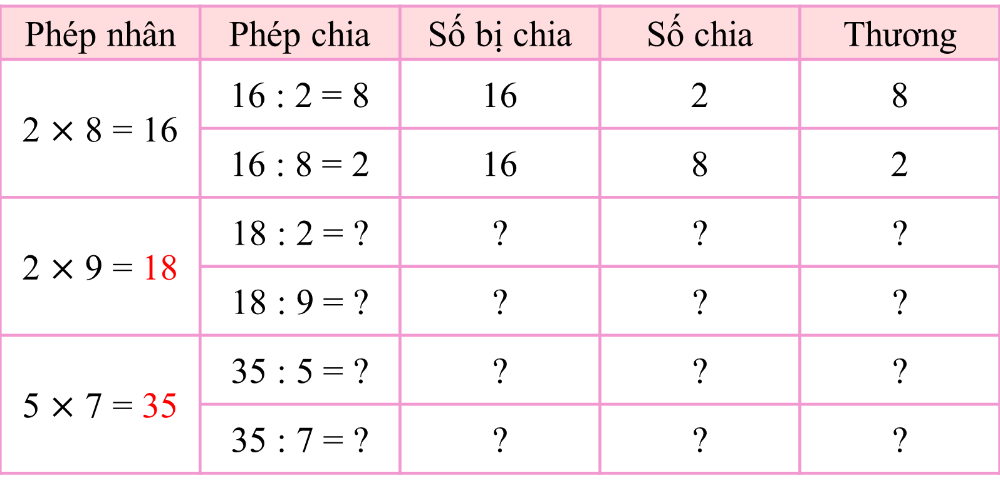 Phép nhân Phép chia Số bị chia Số chia Thương
2 × 8 = 16
16 : 2 = 8 16 2 8
16 : 8 = 2 16 8 2
2 × 9 = 18
18 : 2 = ? ? ? ?
18 : 9 = ? ? ? ?
5 × 7 = 35
35 : 5 = ? ? ? ?
35 : 7 = ? ? ? ?